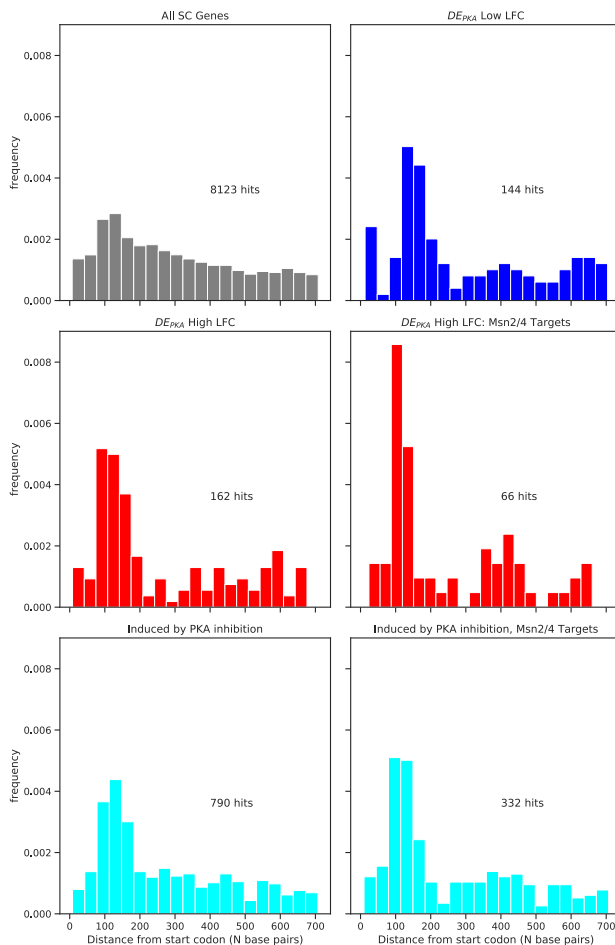 All SC Genes
DE_PKA Low LFC
frequency
0.008
0.006
0.004
0.002
0.000
8123 hits
144 hits
DE_PKA High LFC
DE_PKA High LFC: Msn2/4 Targets
frequency
0.008
0.006
0.004
0.002
0.000
162 hits
66 hits
Induced by PKA inhibition
Induced by PKA inhibition, Msn2/4 Targets
frequency
0.008
0.006
0.004
0.002
0.000
790 hits
332 hits
0 100 200 300 400 500 600 700
0 100 200 300 400 500 600 700
Distance from start codon (N base pairs)
Distance from start codon (N base pairs)